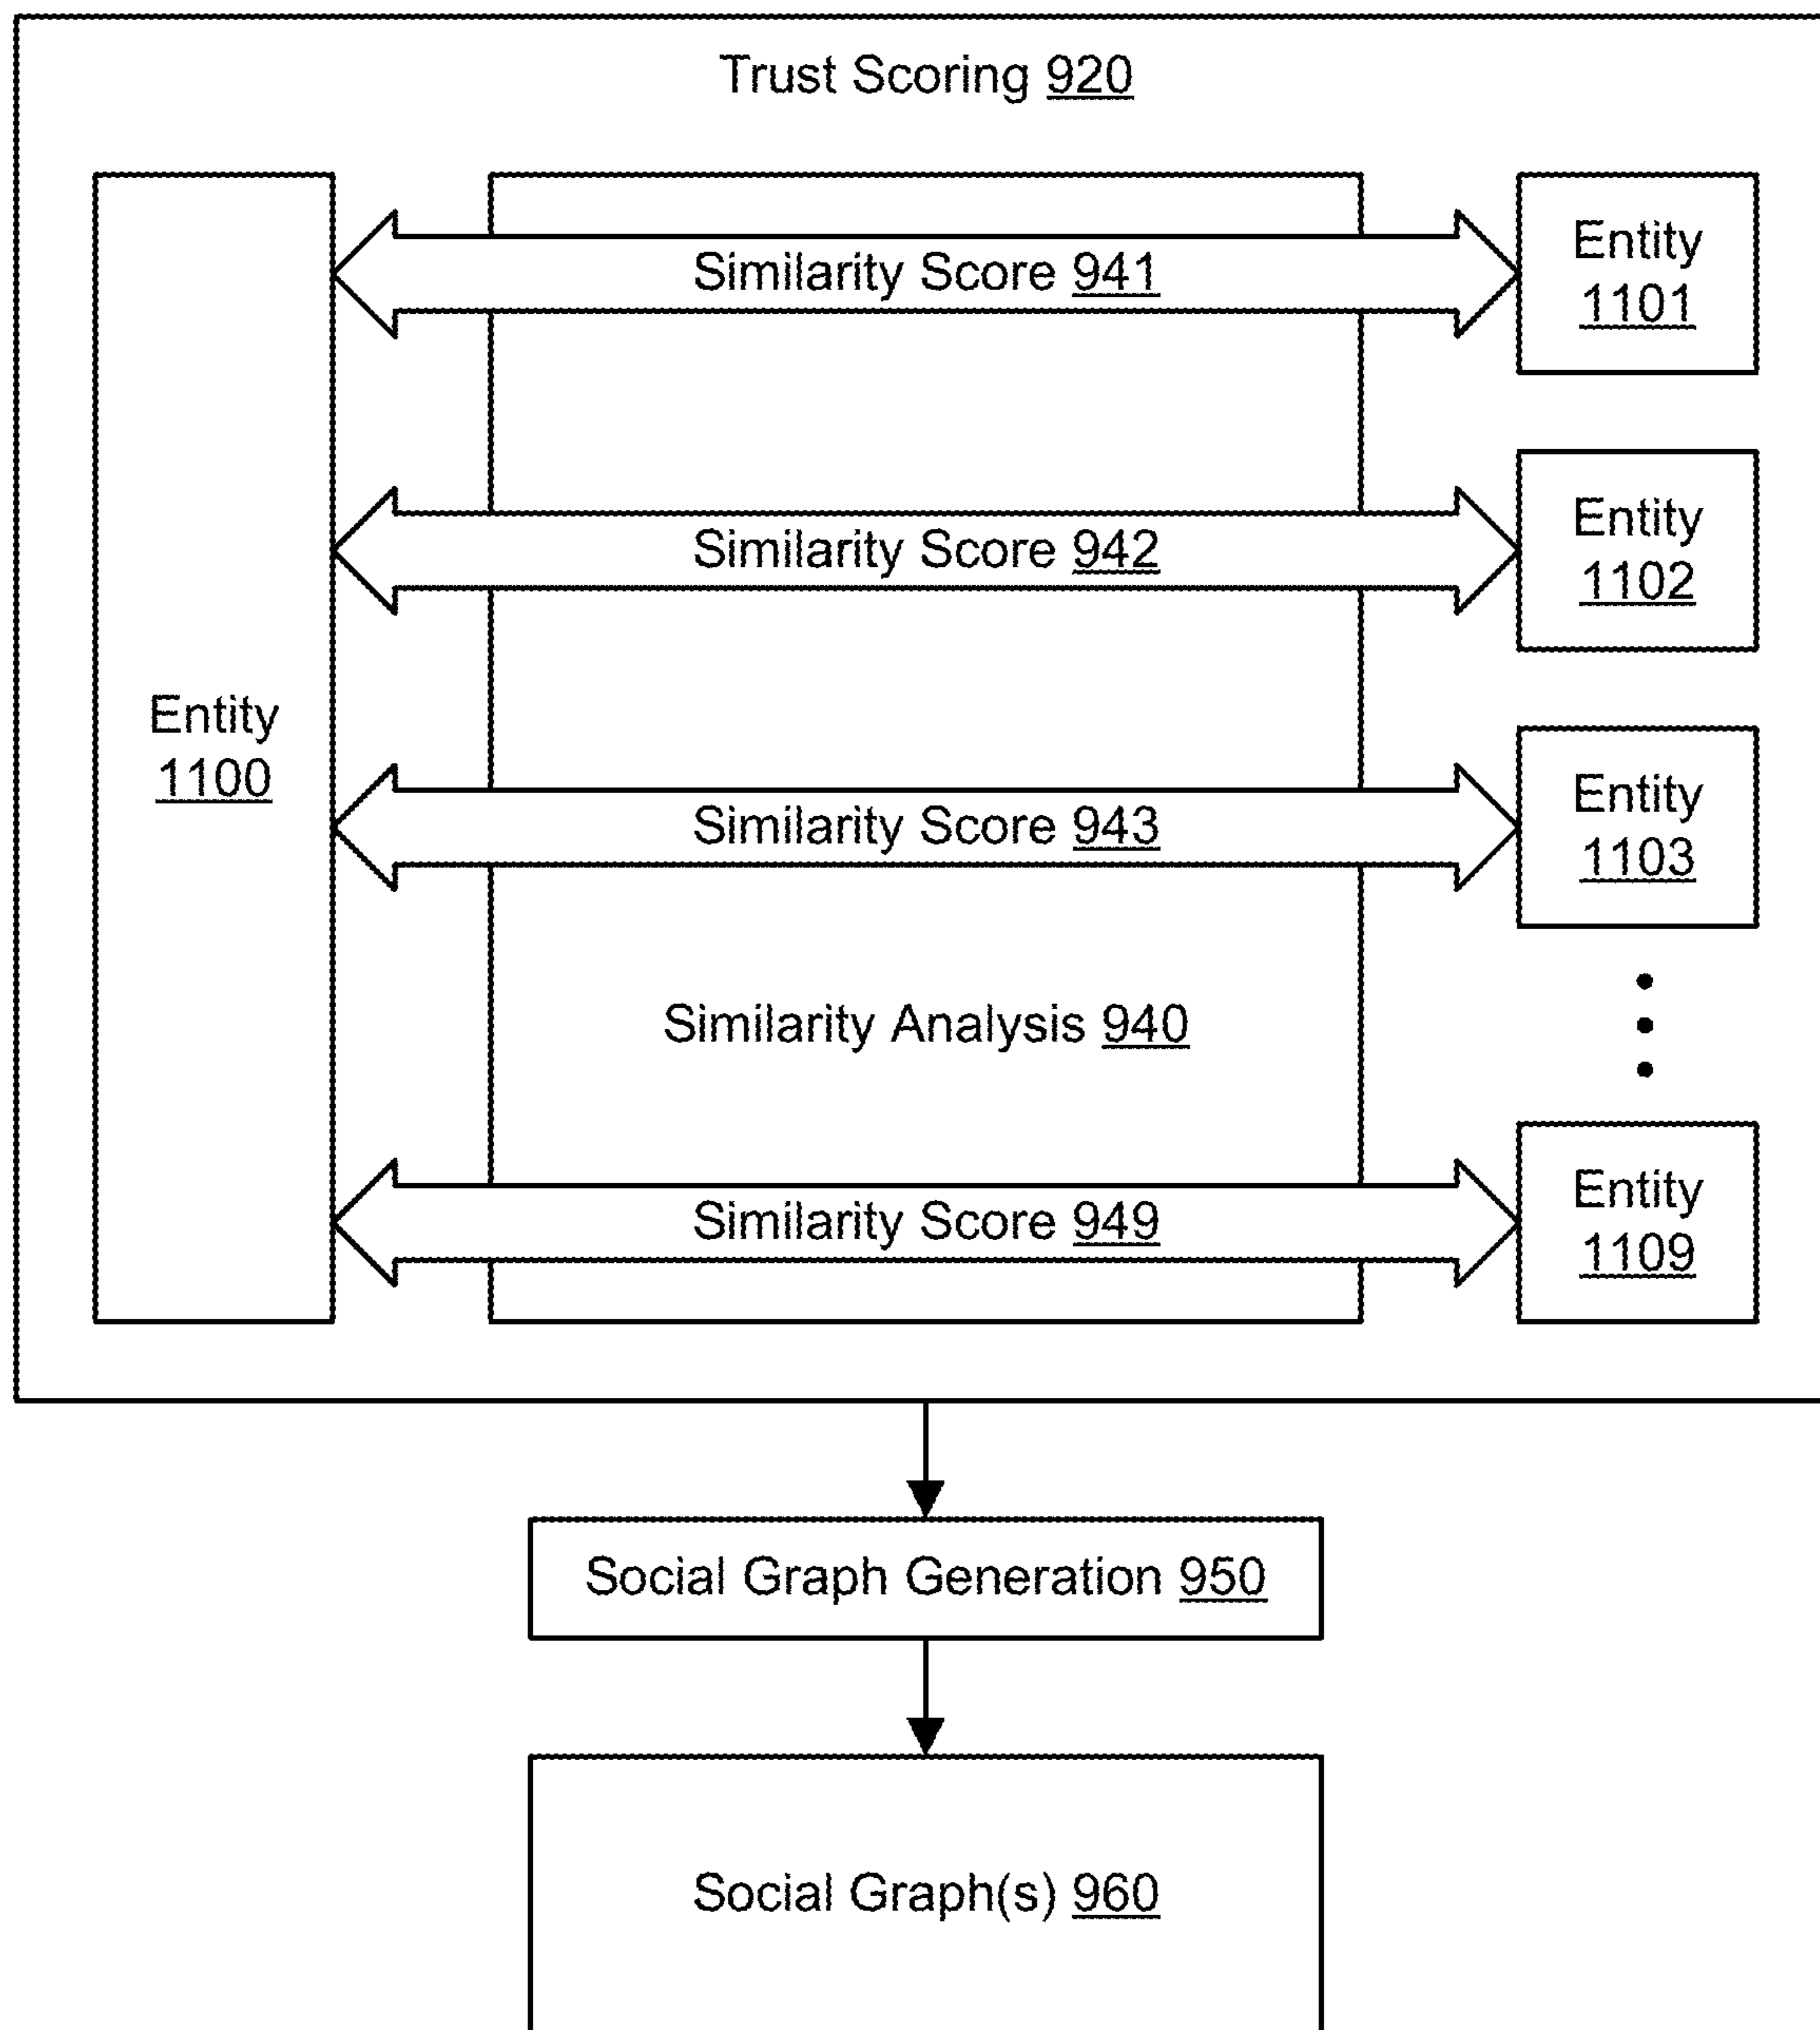 Trust Scoring 920
Similarity Score 941
Entity
1101
Similarity Score 942
Entity
1102
Entity
1100
Similarity Score 943
Entity
1103
Similarity Analysis 940
Similarity Score 949
Entity
1109
Social Graph Generation 950
Social Graph(s) 960